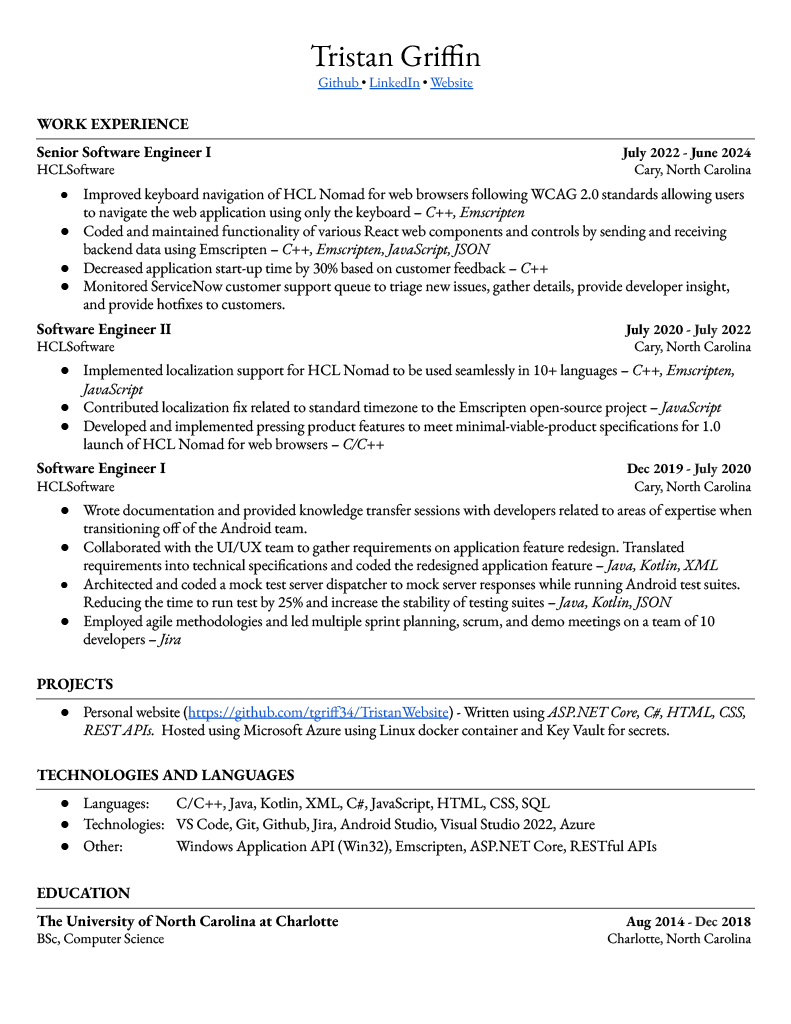 Tristan Griffin
Github • LinkedIn • Website
WORK EXPERIENCE
Senior Software Engineer I July 2022 - June 2024
HCLSoftware Cary, North Carolina
● Improved keyboard navigation of HCL Nomad for web browsers following WCAG 2.0 standards allowing users
to navigate the web application using only the keyboard – C++, Emscripten
● Coded and maintained functionality of various React web components and controls by sending and receiving
backend data using Emscripten – C++, Emscripten, JavaScript, JSON
● Decreased application start-up time by 30% based on customer feedback – C++
● Monitored ServiceNow customer support queue to triage new issues, gather details, provide developer insight,
and provide hotfixes to customers.
Software Engineer II July 2020 - July 2022
HCLSoftware Cary, North Carolina
● Implemented localization support for HCL Nomad to be used seamlessly in 10+ languages – C++, Emscripten,
JavaScript
● Contributed localization fix related to standard timezone to the Emscripten open-source project – JavaScript
● Developed and implemented pressing product features to meet minimal-viable-product specifications for 1.0
launch of HCL Nomad for web browsers – C/C++
Software Engineer I Dec 2019 - July 2020
HCLSoftware Cary, North Carolina
● Wrote documentation and provided knowledge transfer sessions with developers related to areas of expertise when
transitioning off of the Android team.
● Collaborated with the UI/UX team to gather requirements on application feature redesign. Translated
requirements into technical specifications and coded the redesigned application feature – Java, Kotlin, XML
● Architected and coded a mock test server dispatcher to mock server responses while running Android test suites.
Reducing the time to run test by 25% and increase the stability of testing suites – Java, Kotlin, JSON
● Employed agile methodologies and led multiple sprint planning, scrum, and demo meetings on a team of 10
developers – Jira
PROJECTS
● Personal website (https://github.com/tgriff34/TristanWebsite) - Written using ASP.NET Core, C#, HTML, CSS,
REST APIs. Hosted using Microsoft Azure using Linux docker container and Key Vault for secrets.
TECHNOLOGIES AND LANGUAGES
● Languages: C/C++, Java, Kotlin, XML, C#, JavaScript, HTML, CSS, SQL
● Technologies: VS Code, Git, Github, Jira, Android Studio, Visual Studio 2022, Azure
● Other: Windows Application API (Win32), Emscripten, ASP.NET Core, RESTful APIs
EDUCATION
The University of North Carolina at Charlotte Aug 2014 - Dec 2018
BSc, Computer Science Charlotte, North Carolina